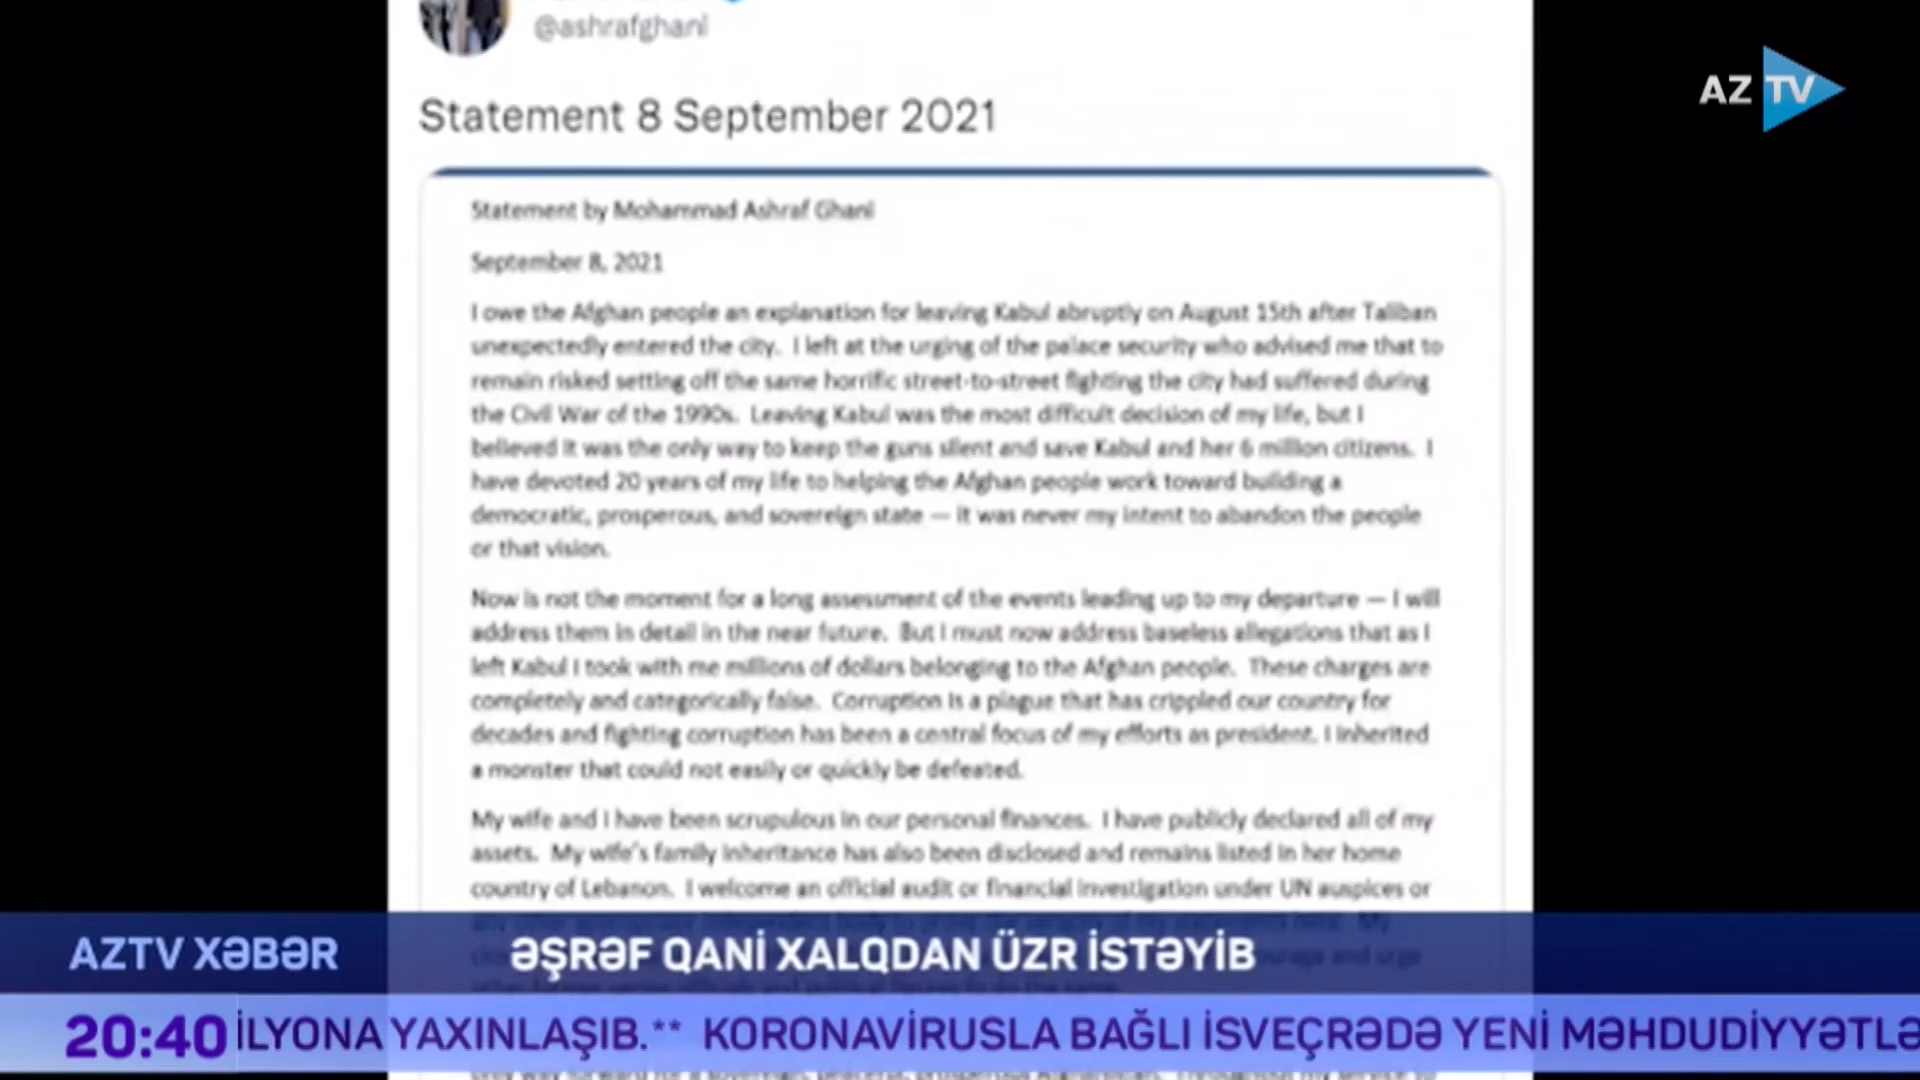 @ashrafghani
AZTV
Statement 8 September 2021
Statement by Mohammad Ashraf Ghani
September 8, 2021
I owe the Afghan people an explanation for leaving Kabul abruptly on August 15th after Taliban
unexpectedly entered the city. I left at the urging of the palace security who advised me that to
remain risked setting off the same horrific street-to-street fighting the city had suffered during
the Civil War of the 1990s. Leaving Kabul was the most difficult decision of my life, but I
believed it was the only way to keep the guns silent and save Kabul and her 6 million citizens. I
have devoted 20 years of my life to helping the Afghan people work toward building a
democratic, prosperous, and sovereign state — it was never my intent to abandon the people
or that vision.
Now is not the moment for a long assessment of the events leading up to my departure — I will
address them in detail in the near future. But I must now address baseless allegations that as I
left Kabul I took with me millions of dollars belonging to the Afghan people. These charges are
completely and categorically false. Corruption is a plague that has crippled our country for
decades and fighting corruption has been a central focus of my efforts as president. I inherited
a monster that could not easily or quickly be defeated.
My wife and I have been scrupulous in our personal finances. I have publicly declared all of my
assets. My wife's family inheritance has also been disclosed and remains listed in her home
country of Lebanon. I welcome an official audit or financial investigation under UN auspices or
AZTV XƏBƏR
ƏŞRƏF QANİ XALQDAN ÜZR İSTƏYİB
and urge
20:40
İLYONA YAXINLAŞIB.** KORONAVİRUSLA BAĞLI İSVEÇRƏDƏ YENİ MƏHDUDİYYƏTLƏ